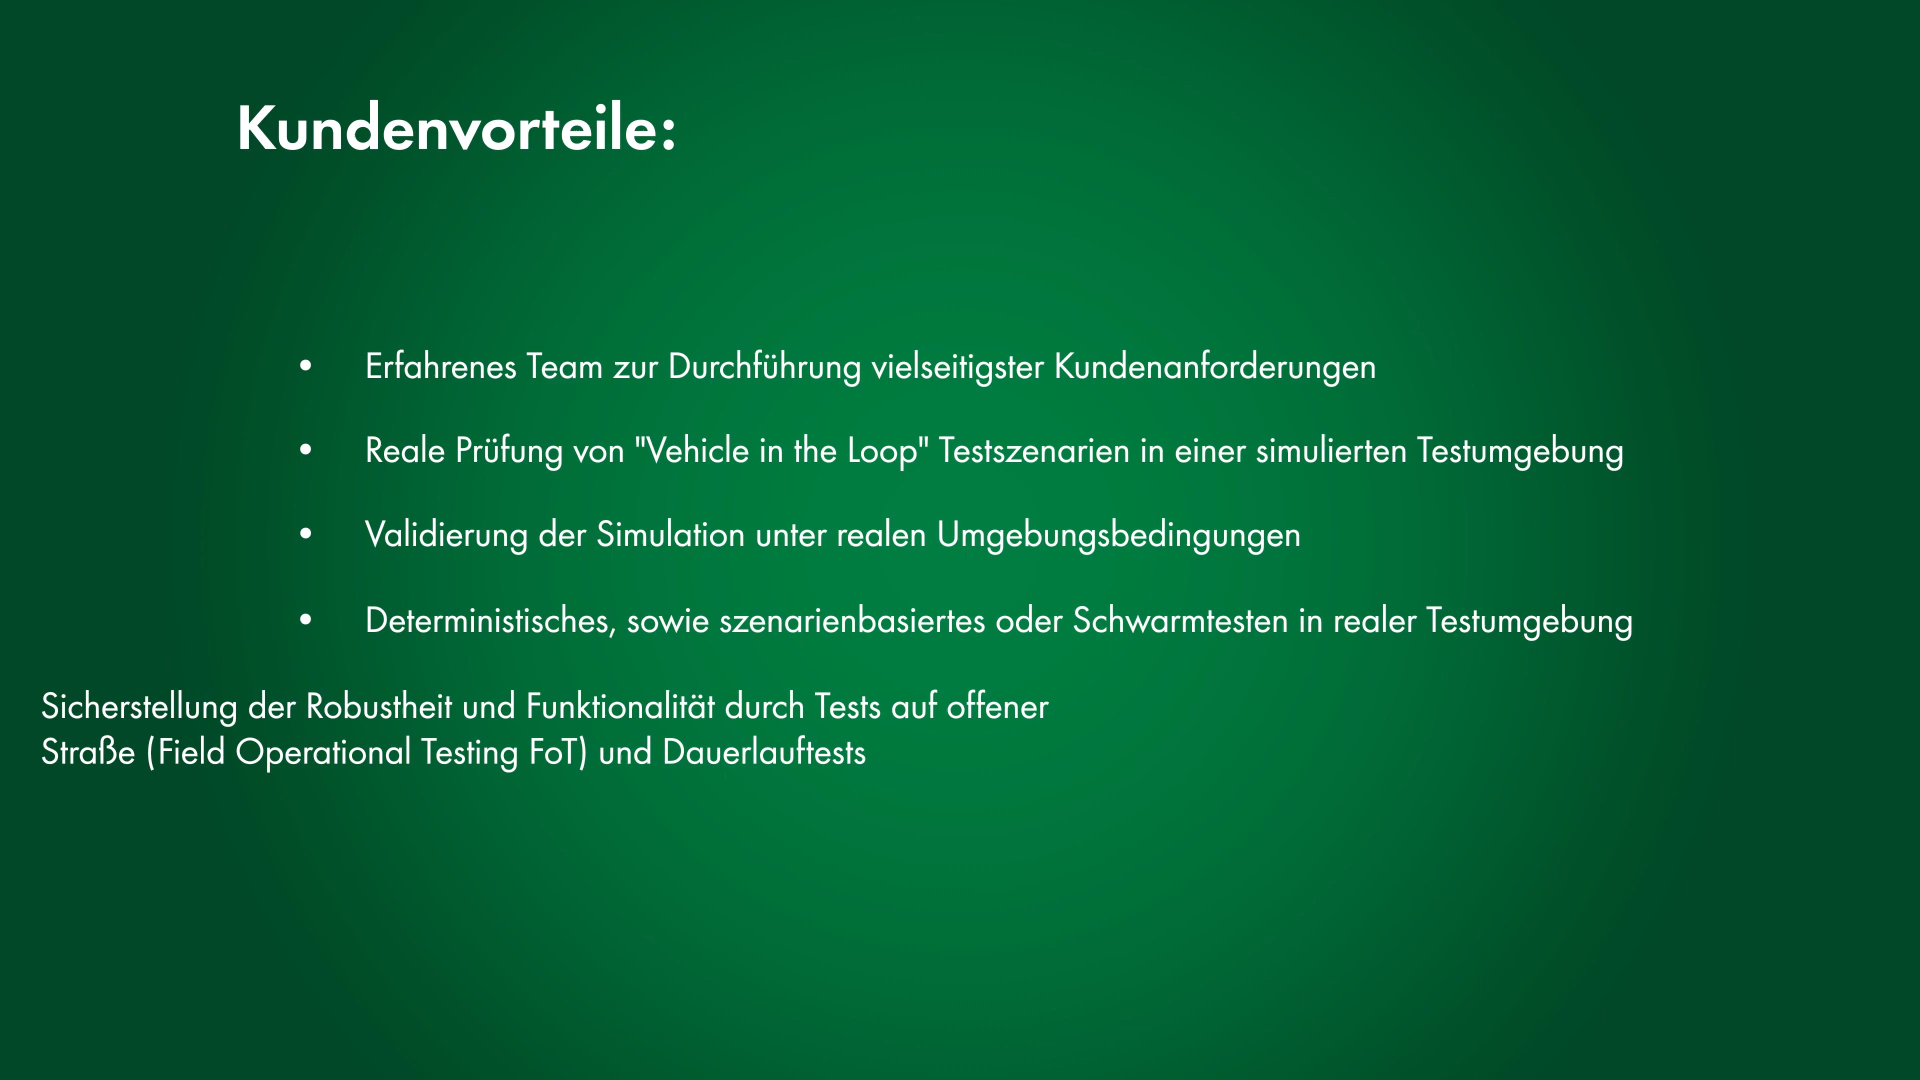 Kundenvorteile:
• Erfahrenes Team zur Durchführung vielseitigster Kundenanforderungen
• Reale Prüfung von "Vehicle in the Loop" Testszenarien in einer simulierten Testumgebung
• Validierung der Simulation unter realen Umgebungsbedingungen
• Deterministisches, sowie szenarienbasiertes oder Schwarmtesten in realer Testumgebung
Sicherstellung der Robustheit und Funktionalität durch Tests auf offener
Straße (Field Operational Testing FoT) und Dauerlauftests